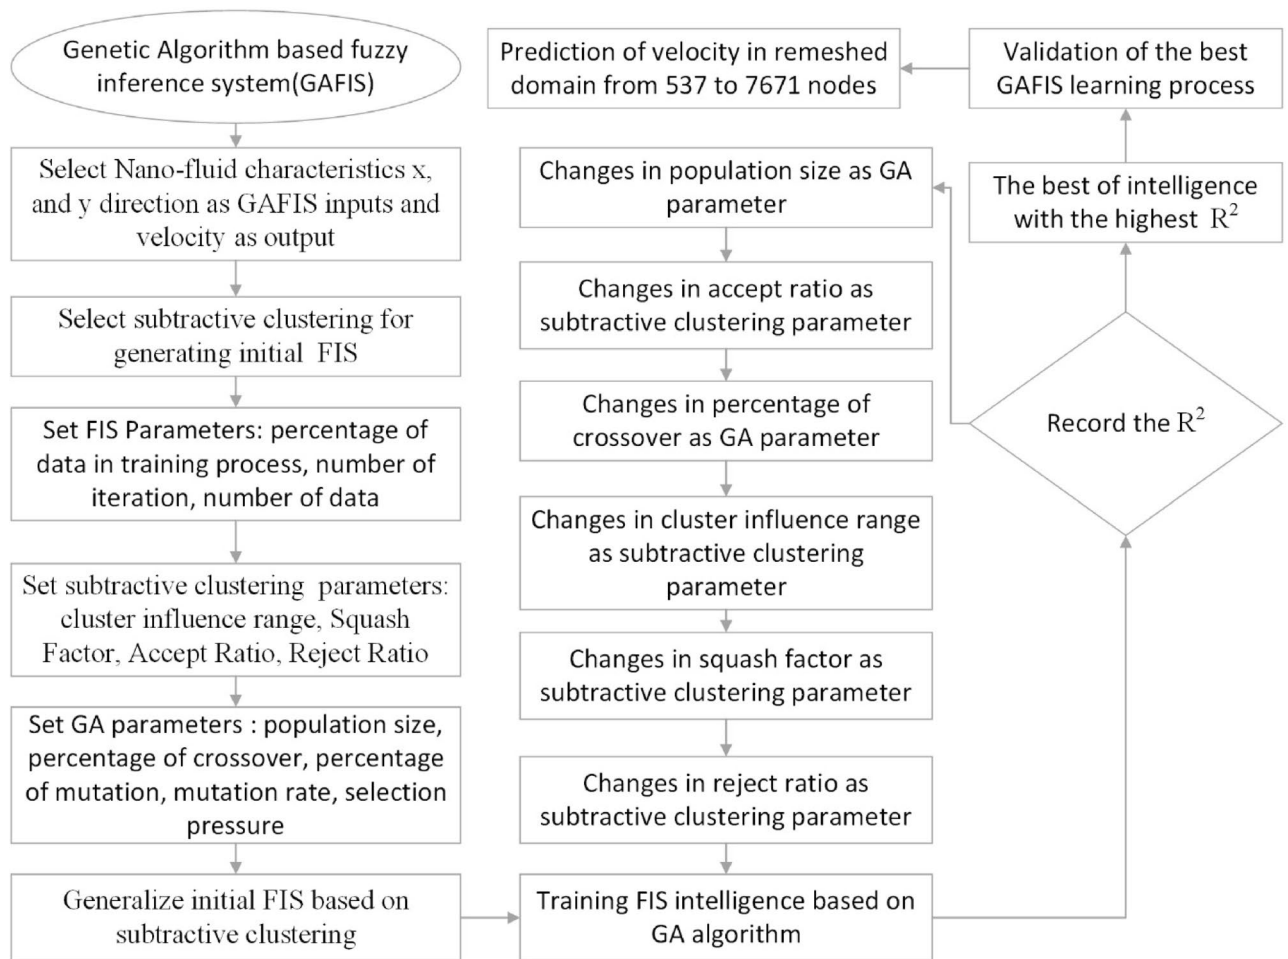 Genetic Algorithm based fuzzy
inference system(GAFIS)
Select Nano-fluid characteristics x,
and y direction as GAFIS inputs and
velocity as output
Select subtractive clustering for
generating initial FIS
Set FIS Parameters: percentage of
data in training process, number of
iteration, number of data
Set subtractive clustering parameters:
cluster influence range, Squash
Factor, Accept Ratio, Reject Ratio
Set GA parameters : population size,
percentage of crossover, percentage
of mutation, mutation rate, selection
pressure
Generalize initial FIS based on
subtractive clustering
Prediction of velocity in remeshed
domain from 537 to 7671 nodes
Changes in population size as GA
parameter
Changes in accept ratio as
subtractive clustering parameter
Changes in percentage of
crossover as GA parameter
Changes in cluster influence range
as subtractive clustering
parameter
Changes in squash factor as
subtractive clustering parameter
Changes in reject ratio as
subtractive clustering parameter
Training FIS intelligence based on
GA algorithm
Validation of the best
GAFIS learning process
The best of intelligence
with the highest R²
Record the R²